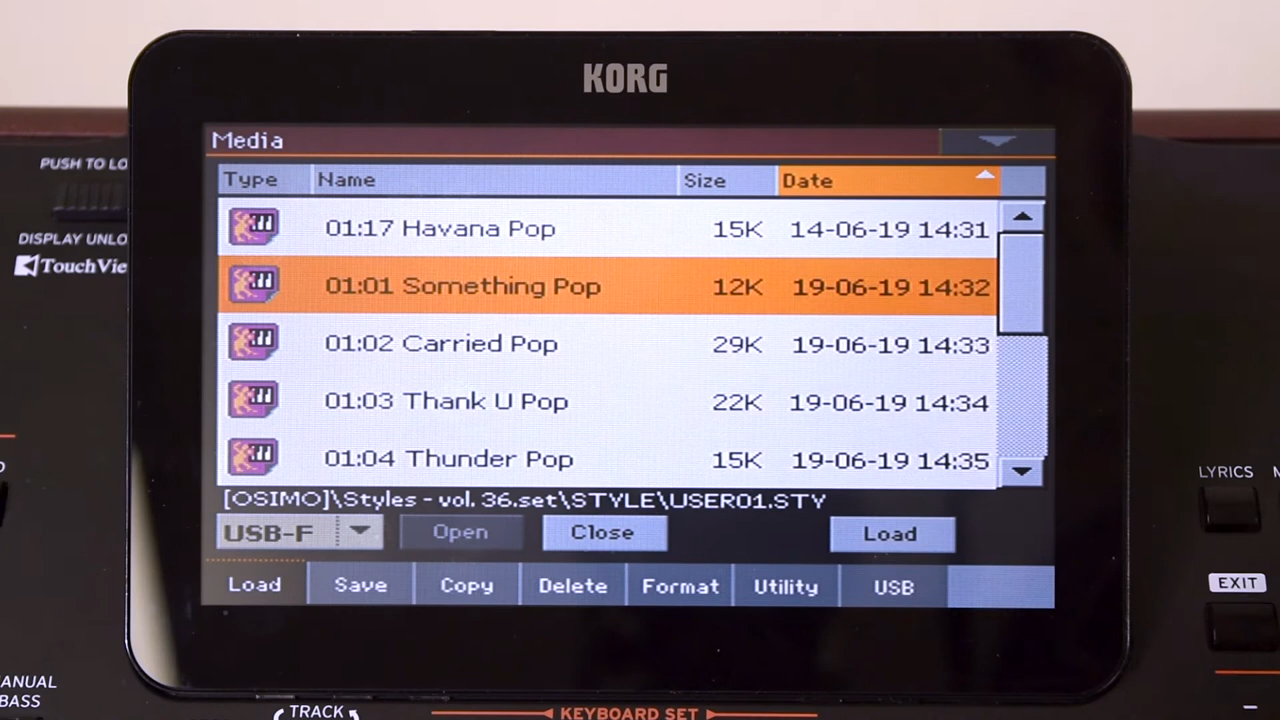 KORG
Media
PUSH TO LO
Type Name Size Date
01:17 Havana Pop 15K 14-06-19 14:31
DISPLAY UNLO
TouchVie
01:01 Something Pop 12K 19-06-19 14:32
01:02 Carried Pop 29K 19-06-19 14:33
01:03 Thank U Pop 22K 19-06-19 14:34
01:04 Thunder Pop 15K 19-06-19 14:35
LYRICS
[OSIMO]\Styles - vol. 36.set\STYLE\USER01.STY
USB-F Open Close Load
Load Save Copy Delete Format Utility USB
EXIT
ANUAL
BASS
TRACK
KEYBOARD SET